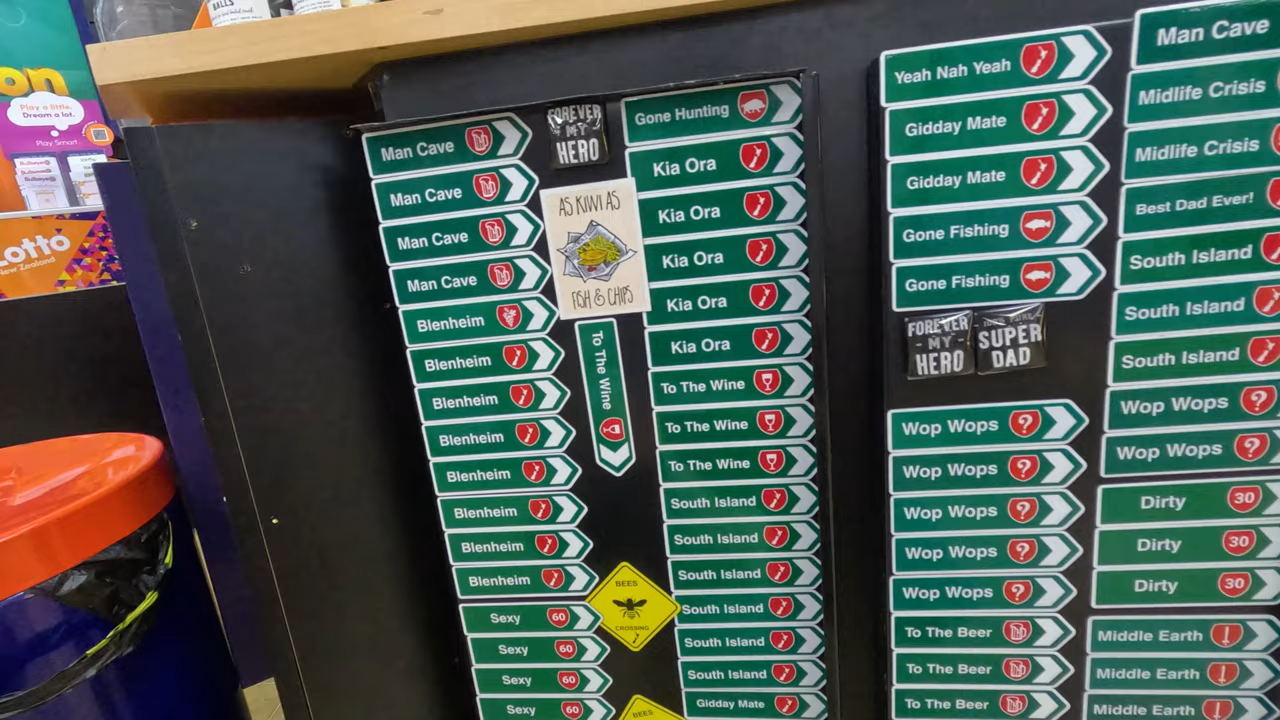 BALLS
on
Play a little.
Dream a lot.
Play Smart
Lotto
New Zealand
Man Cave
Man Cave
Man Cave
Man Cave
Blenheim
Blenheim
Blenheim
Blenheim
Blenheim
Blenheim
Blenheim
Blenheim
Sexy 60
Sexy 60
Sexy 60
Sexy 60
FOREVER
MY
HERO
AS KIWI AS
FISH & CHIPS
To The Wine
BEES
CROSSING
BEES
Gone Hunting
Kia Ora
Kia Ora
Kia Ora
Kia Ora
Kia Ora
To The Wine
To The Wine
To The Wine
South Island
South Island
South Island
South Island
South Island
South Island
Gidday Mate
Yeah Nah Yeah
Gidday Mate
Gidday Mate
Gone Fishing
Gone Fishing
FOREVER
- MY -
HERO
SUPER
DAD
Wop Wops ?
Wop Wops ?
Wop Wops ?
Wop Wops ?
Wop Wops ?
To The Beer
To The Beer
To The Beer
Man Cave
Midlife Crisis
Midlife Crisis
Best Dad Ever!
South Island
South Island
South Island
Wop Wops ?
Wop Wops ?
Dirty 30
Dirty 30
Dirty 30
Middle Earth
Middle Earth
Middle Earth